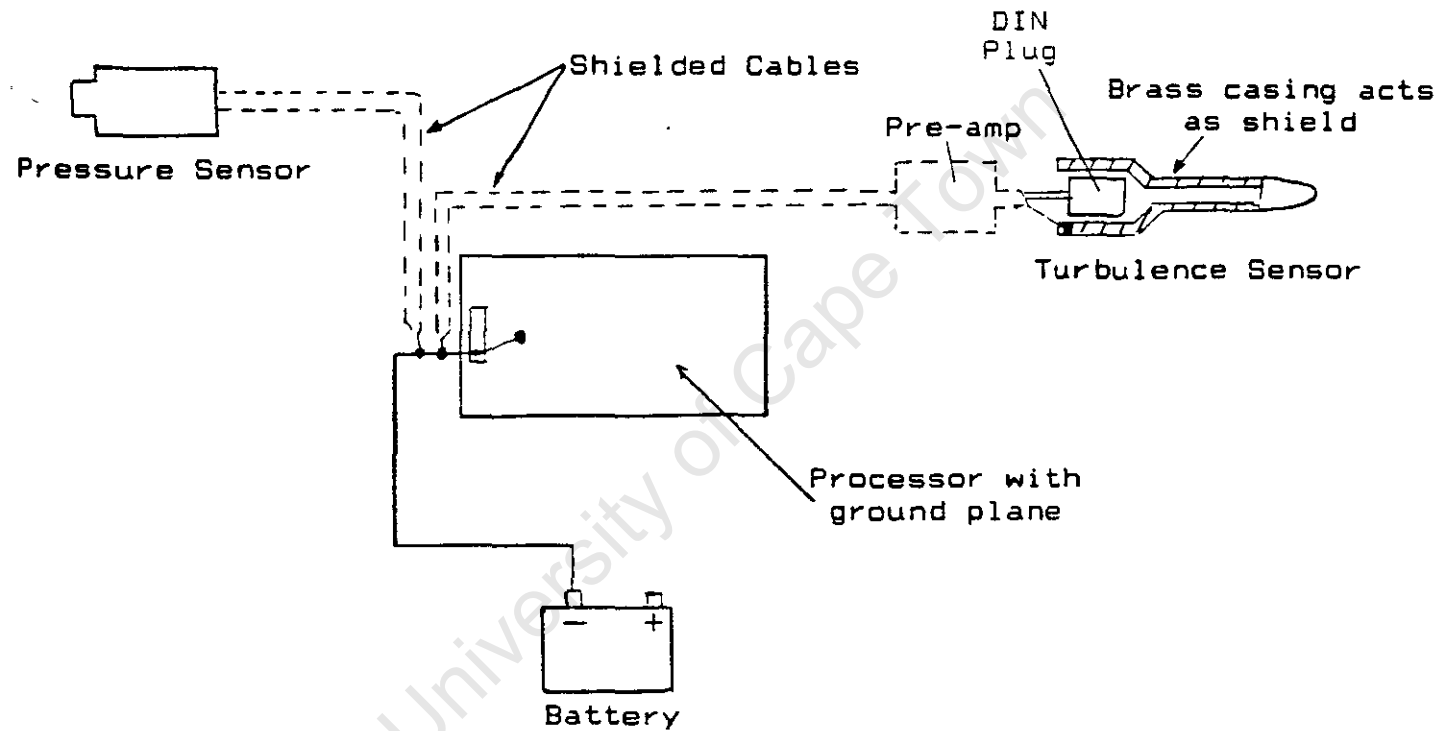 DIN
Plug
Shielded Cables
Brass casing acts
as shield
Pre-amp
Pressure Sensor
Turbulence Sensor
Processor with
ground plane
− +
Battery
University of Cape Town